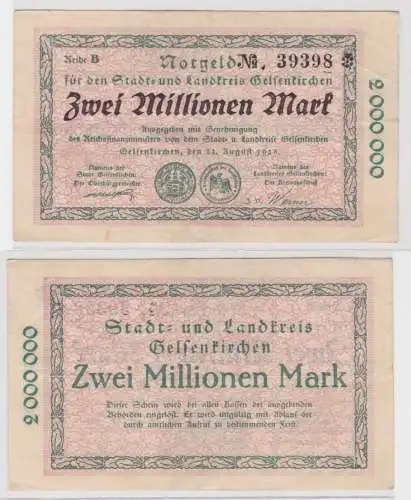 Reihe B
Notgeld
No. 39398
für den Stadt- und Landkreis Gelsenkirchen
Zwei Millionen Mark
Ausgegeben mit Genehmigung
des Reichsfinanzministers von dem Stadt- u. Landkreise Gelsenkirchen
Gelsenkirchen, den 11. August 1923.
Namens der
Stadt Gelsenkirchen:
Der Oberbürgermeister
Namens des
Landkreises Gelsenkirchen:
2 000 000
Stadt- und Landkreis
Gelsenkirchen
Zwei Millionen Mark
Dieser Schein wird bei allen Kassen der ausgebenden
Behörden eingelöst. Er wird ungültig mit Ablauf der
durch amtlichen Aufruf zu bestimmenden Frist.
2 000 000